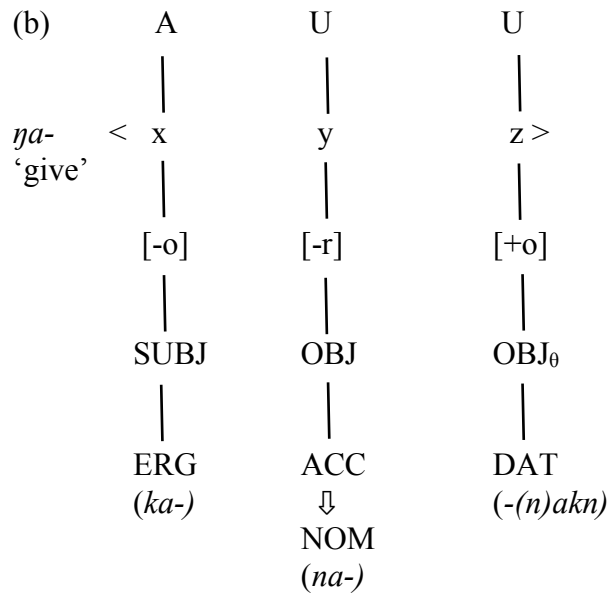 (b) A U U
ŋa- < x y z >
‘give’
[-o] [-r] [+o]
SUBJ OBJ OBJθ
ERG ACC DAT
(ka-) ⇩ (-(n)akn)
NOM
(na-)